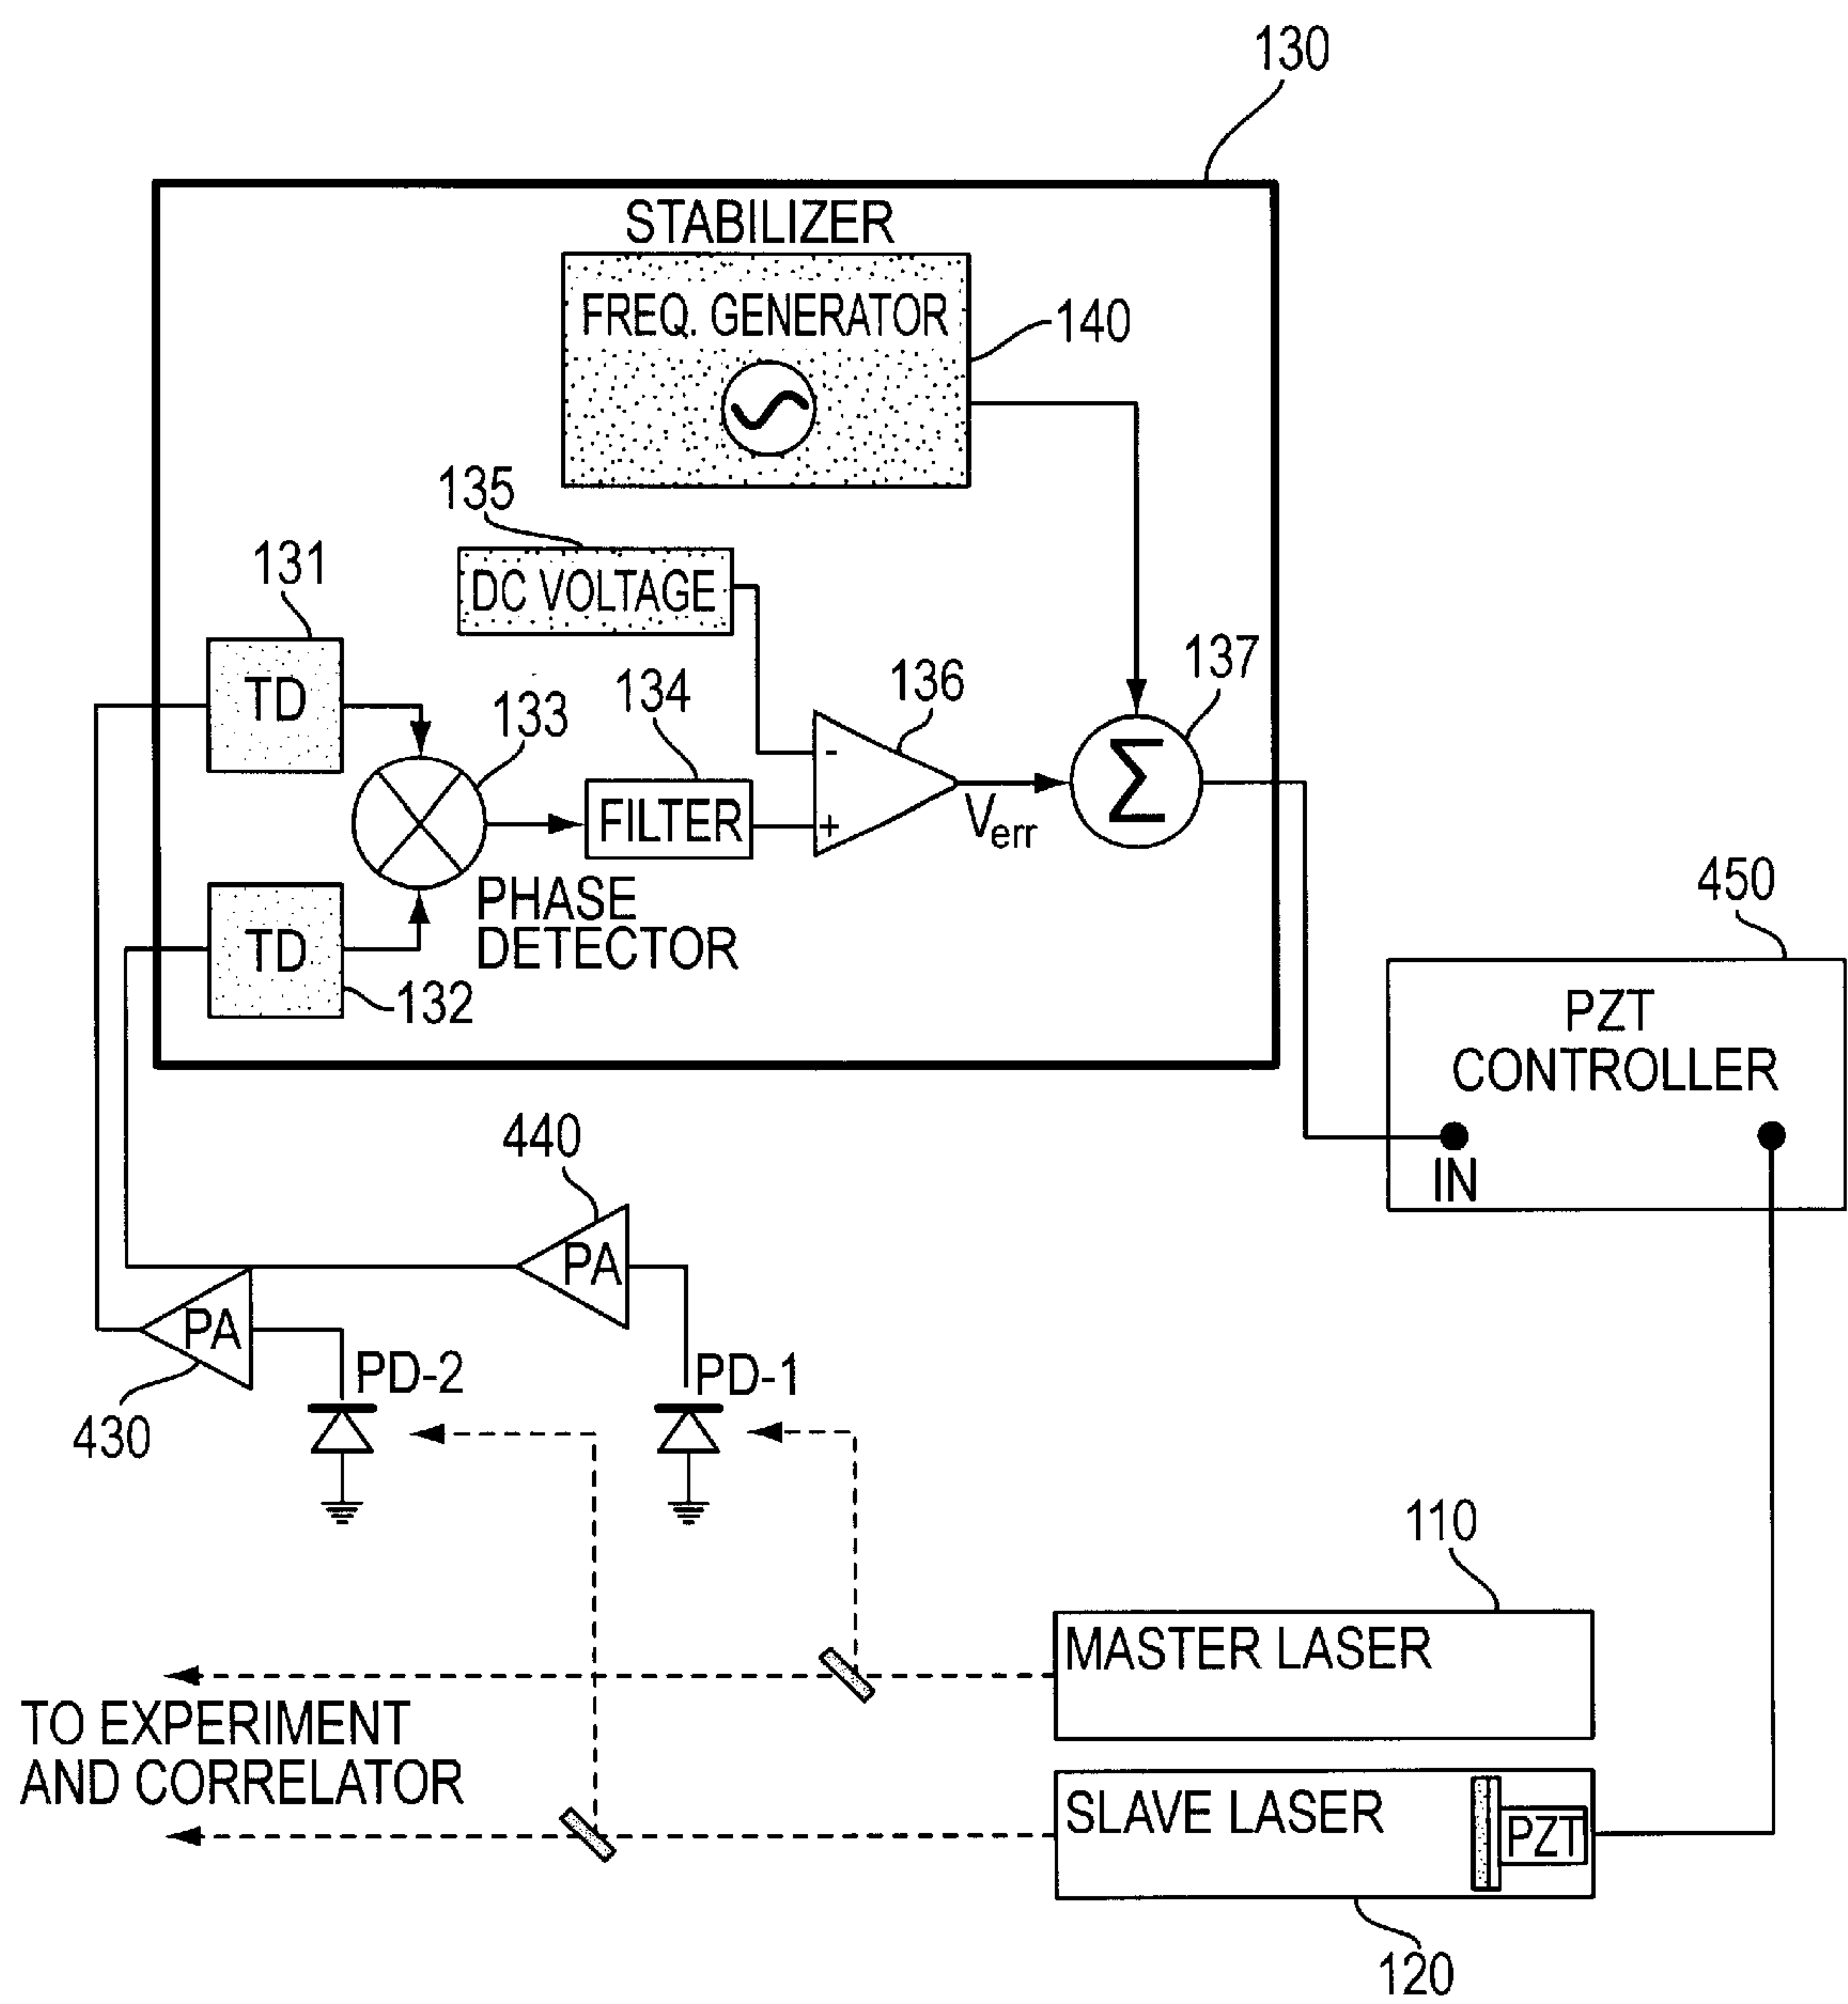 130
STABILIZER
FREQ. GENERATOR
140
135
DC VOLTAGE
131
TD
133
134
FILTER
136
-
+
Verr
137
Σ
PHASE
DETECTOR
TD
132
450
PZT
CONTROLLER
IN
440
PA
PA
430
PD-2
PD-1
110
MASTER LASER
TO EXPERIMENT
AND CORRELATOR
SLAVE LASER
PZT
120